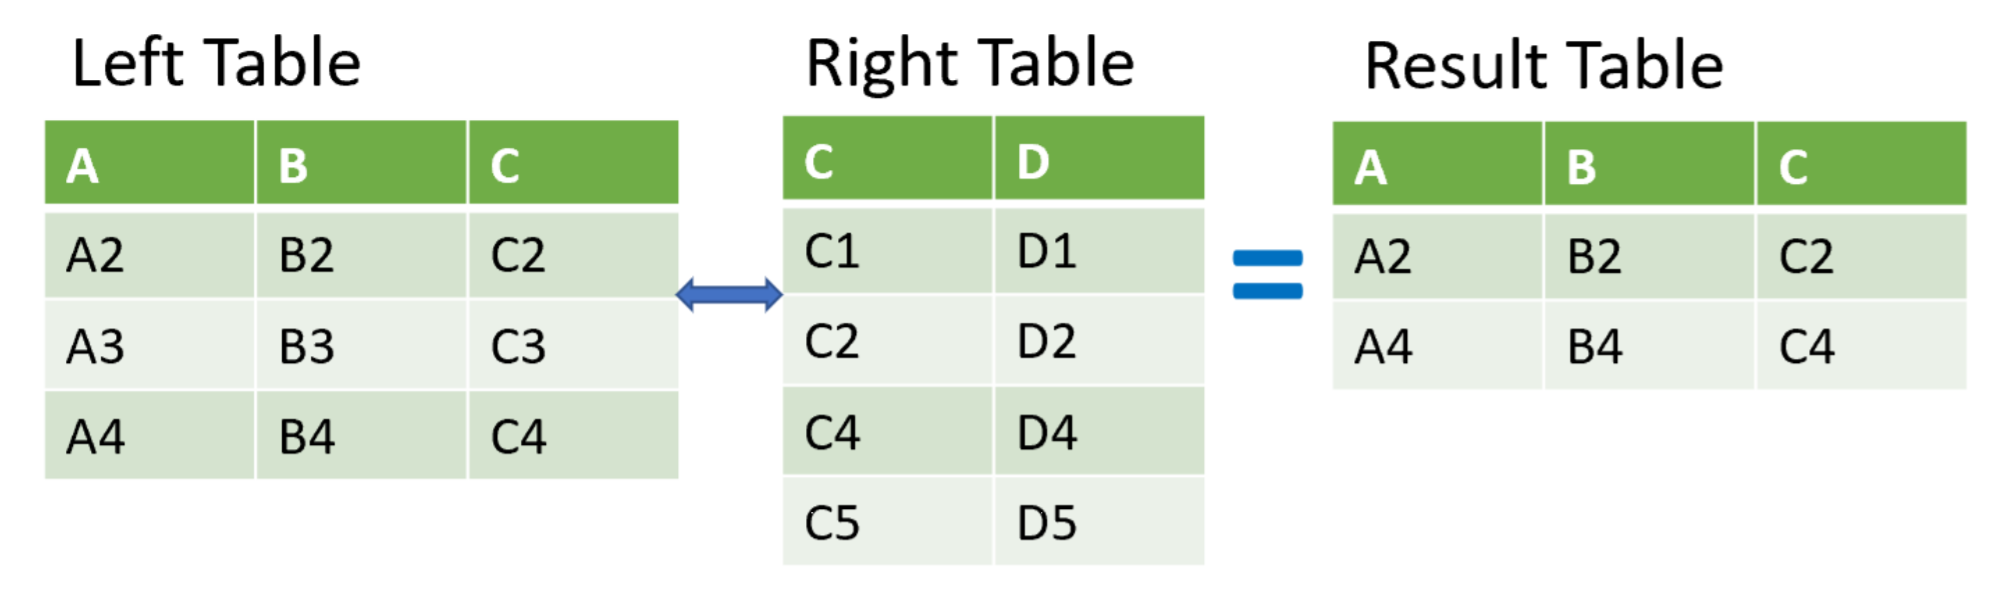 Left Table
A B C
A2 B2 C2
A3 B3 C3
A4 B4 C4
Right Table
C D
C1 D1
C2 D2
C4 D4
C5 D5
=
Result Table
A B C
A2 B2 C2
A4 B4 C4